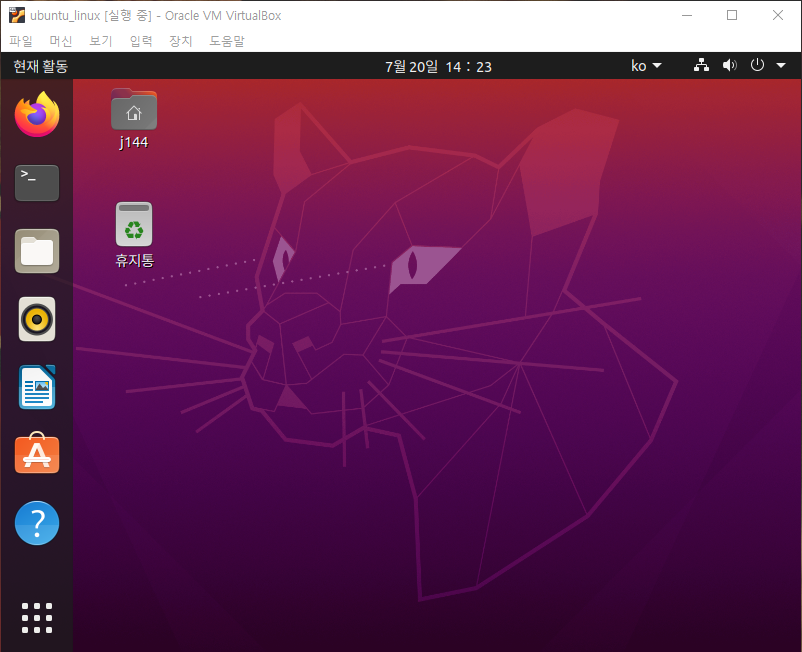 ubuntu_linux [실행 중] - Oracle VM VirtualBox
파일 머신 보기 입력 장치 도움말
현재 활동 7월 20일 14 : 23 ko
>_
j144
휴지통
?